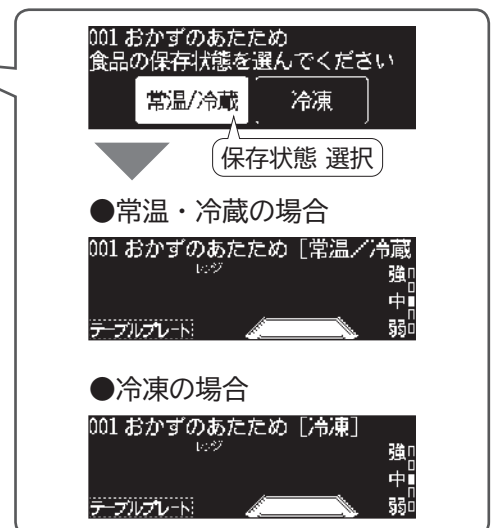 001 おかずのあたため
食品の保存状態を選んでください
常温/冷蔵 冷凍
保存状態 選択
●常温・冷蔵の場合
001 おかずのあたため [常温/冷蔵
レンジ
強
中
テーブルプレート 弱
●冷凍の場合
001 おかずのあたため [冷凍]
レンジ
強
中
テーブルプレート 弱